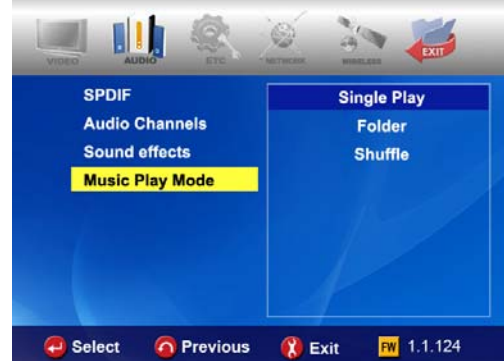 VIDEO AUDIO ETC NETWORK WIRELESS EXIT
SPDIF
Audio Channels
Sound effects
Music Play Mode
Single Play
Folder
Shuffle
Select Previous Exit FW 1.1.124